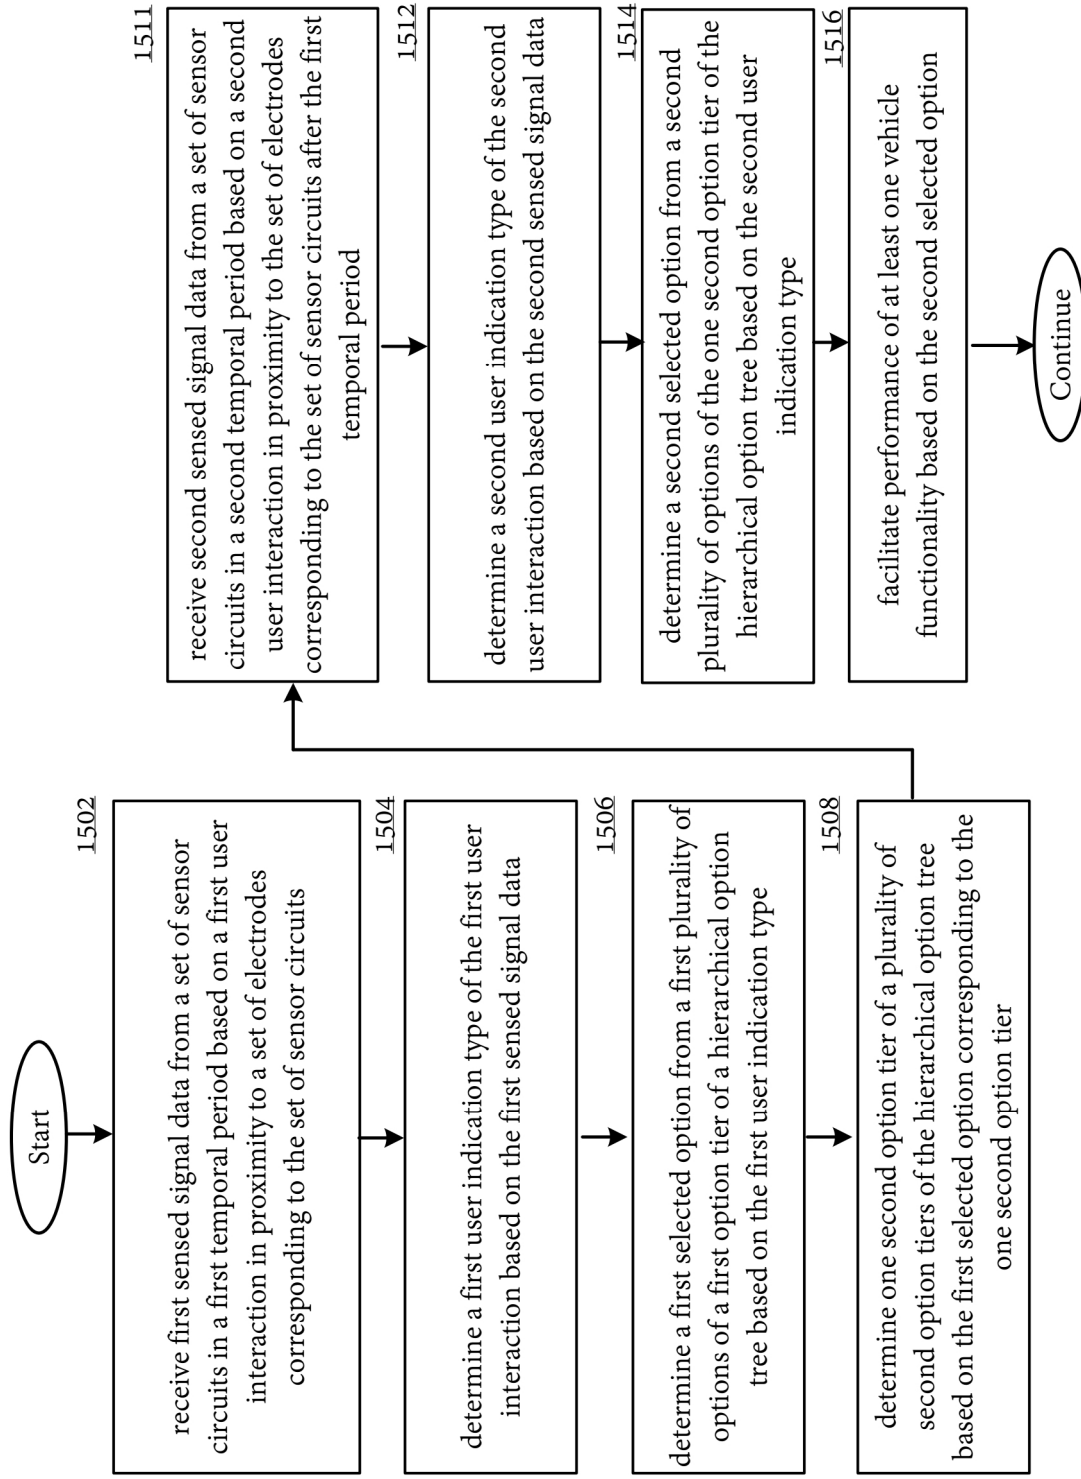 Start
1502
receive first sensed signal data from a set of sensor
circuits in a first temporal period based on a first user
interaction in proximity to a set of electrodes
corresponding to the set of sensor circuits
1504
determine a first user indication type of the first user
interaction based on the first sensed signal data
1506
determine a first selected option from a first plurality of
options of a first option tier of a hierarchical option
tree based on the first user indication type
1508
determine one second option tier of a plurality of
second option tiers of the hierarchical option tree
based on the first selected option corresponding to the
one second option tier
1511
receive second sensed signal data from a set of sensor
circuits in a second temporal period based on a second
user interaction in proximity to the set of electrodes
corresponding to the set of sensor circuits after the first
temporal period
1512
determine a second user indication type of the second
user interaction based on the second sensed signal data
1514
determine a second selected option from a second
plurality of options of the one second option tier of the
hierarchical option tree based on the second user
indication type
1516
facilitate performance of at least one vehicle
functionality based on the second selected option
Continue